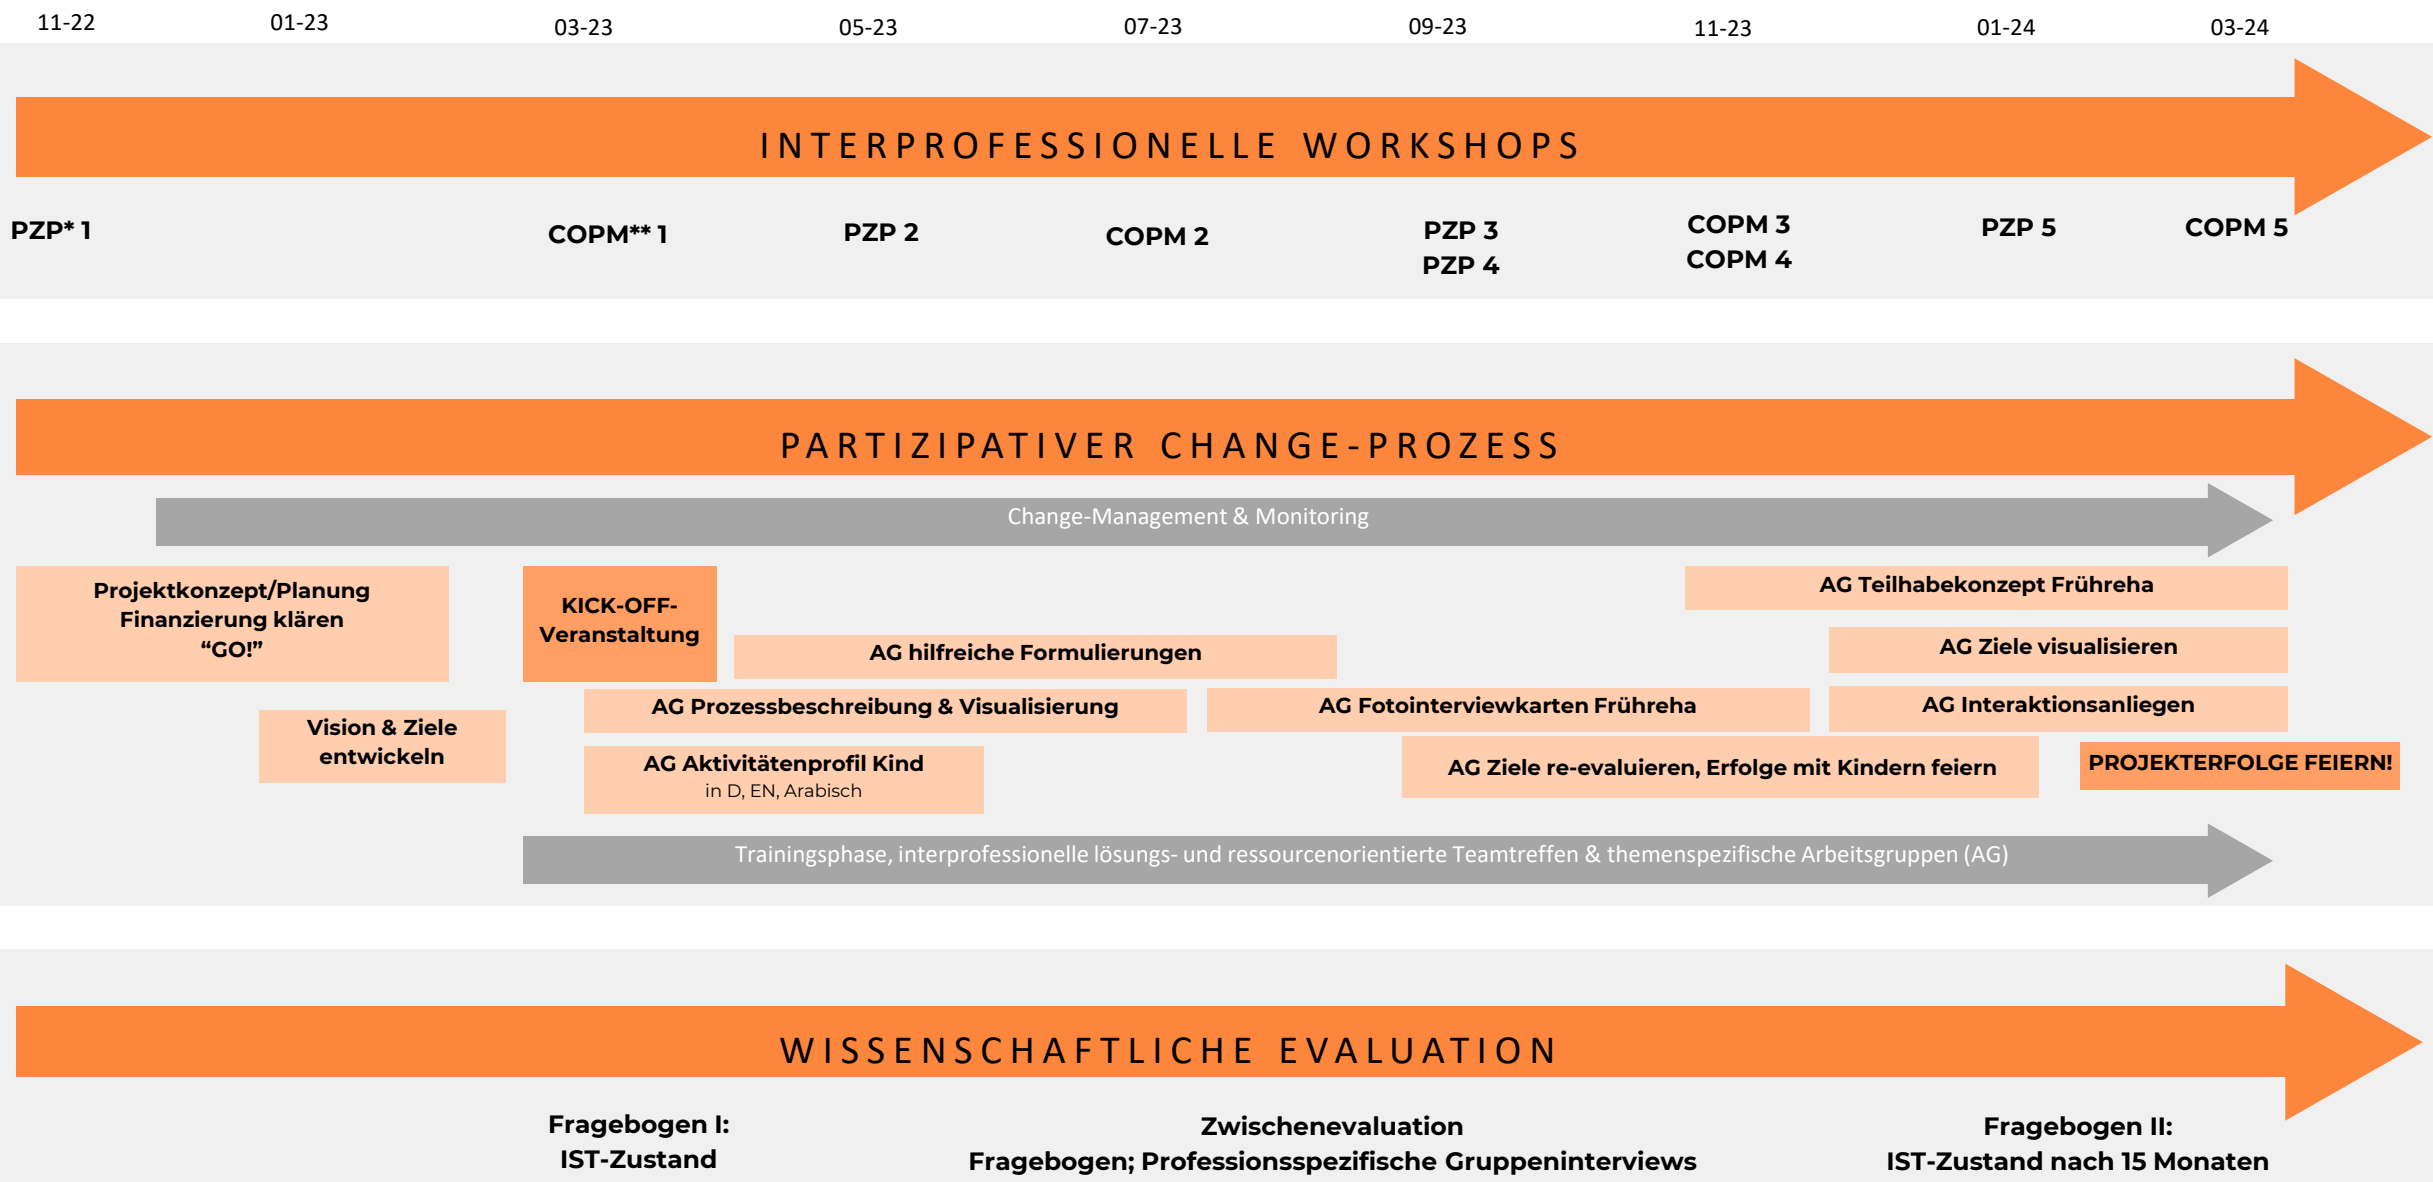 11-22 01-23 03-23 05-23 07-23 09-23 11-23 01-24 03-24
INTERPROFESSIONELLE WORKSHOPS
PZP* 1
COPM** 1
PZP 2
COPM 2
PZP 3
PZP 4
COPM 3
COPM 4
PZP 5
COPM 5
PARTIZIPATIVER CHANGE-PROZESS
Change-Management & Monitoring
Projektkonzept/Planung
Finanzierung klären
“GO!”
Vision & Ziele
entwickeln
KICK-OFF-
Veranstaltung
AG hilfreiche Formulierungen
AG Prozessbeschreibung & Visualisierung
AG Aktivitätenprofil Kind
in D, EN, Arabisch
AG Fotointerviewkarten Frühreha
AG Ziele re-evaluieren, Erfolge mit Kindern feiern
AG Teilhabekonzept Frühreha
AG Ziele visualisieren
AG Interaktionsanliegen
PROJEKTERFOLGE FEIERN!
Trainingsphase, interprofessionelle lösungs- und ressourcenorientierte Teamtreffen & themenspezifische Arbeitsgruppen (AG)
WISSENSCHAFTLICHE EVALUATION
Fragebogen I:
IST-Zustand
Zwischenevaluation
Fragebogen; Professionsspezifische Gruppeninterviews
Fragebogen II:
IST-Zustand nach 15 Monaten